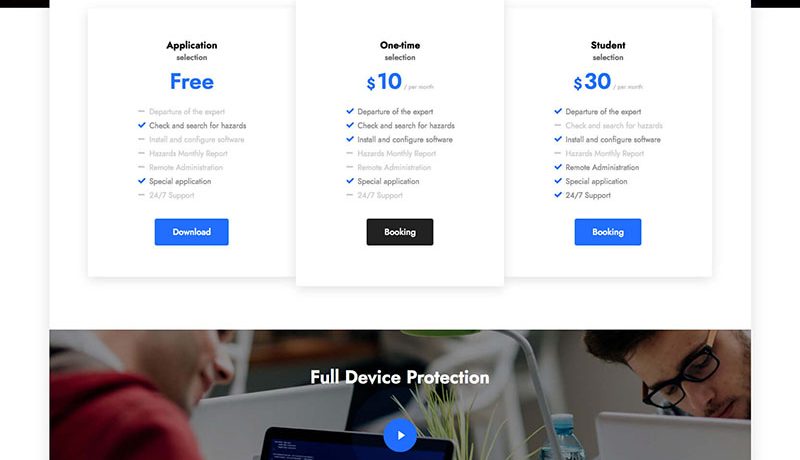 Application
selection
Free
Departure of the expert
Check and search for hazards
Install and configure software
Hazards Monthly Report
Remote Administration
Special application
24/7 Support
Download
One-time
selection
$10 / per month
Departure of the expert
Check and search for hazards
Install and configure software
Hazards Monthly Report
Remote Administration
Special application
24/7 Support
Booking
Student
selection
$30 / per month
Departure of the expert
Check and search for hazards
Install and configure software
Hazards Monthly Report
Remote Administration
Special application
24/7 Support
Booking
Full Device Protection